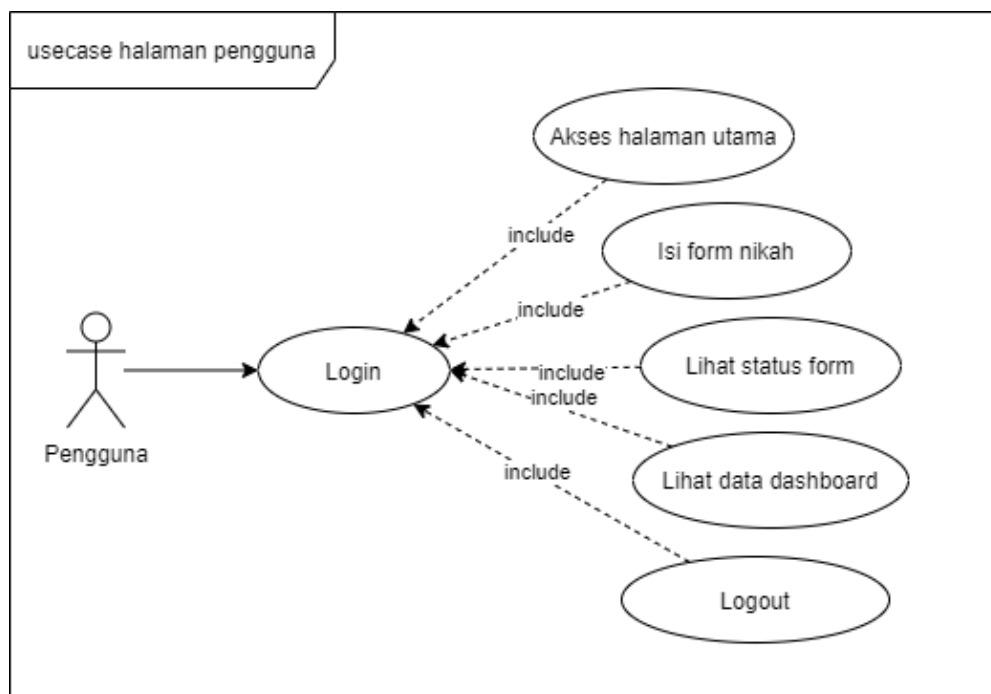 usecase halaman pengguna
Akses halaman utama
include
Isi form nikah
include
Login
include
Lihat status form
include
Pengguna
include
Lihat data dashboard
Logout